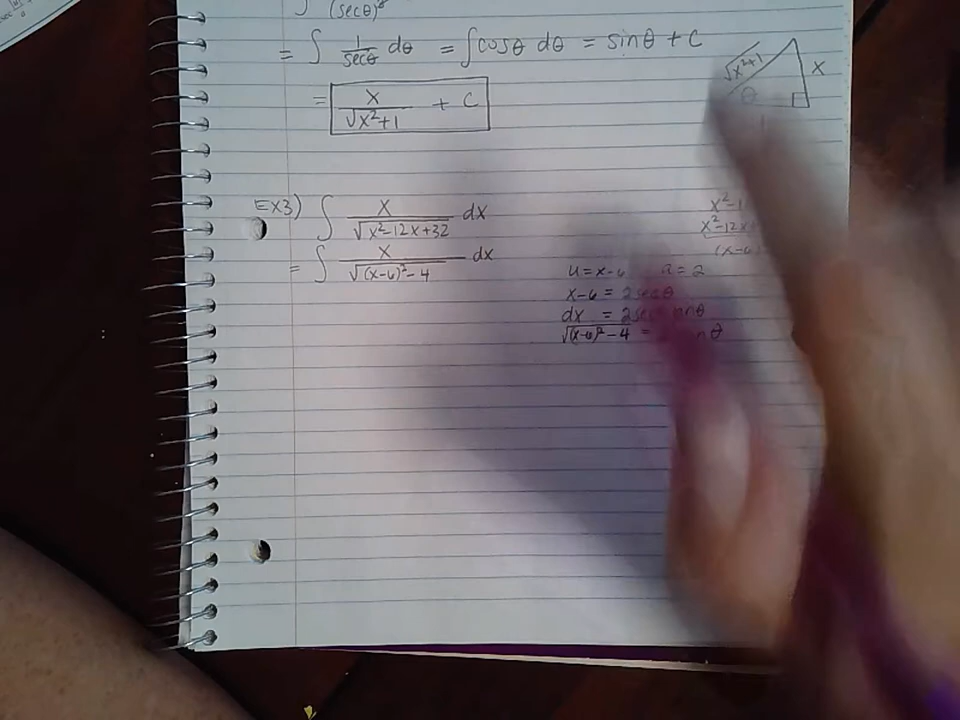 (secθ)
= ∫ 1/secθ dθ = ∫cosθ dθ = sinθ + C
√x²+1 x
θ
= x/√x²+1 + C
Ex3) ∫ x/√x²-12x+32 dx
= ∫ x/√(x-6)²-4 dx
x²-1
x²-12x
(x-6)
u = x-6 a = 2
x-6 = 2secθ
dx = 2sec
√(x-6)²-4 =